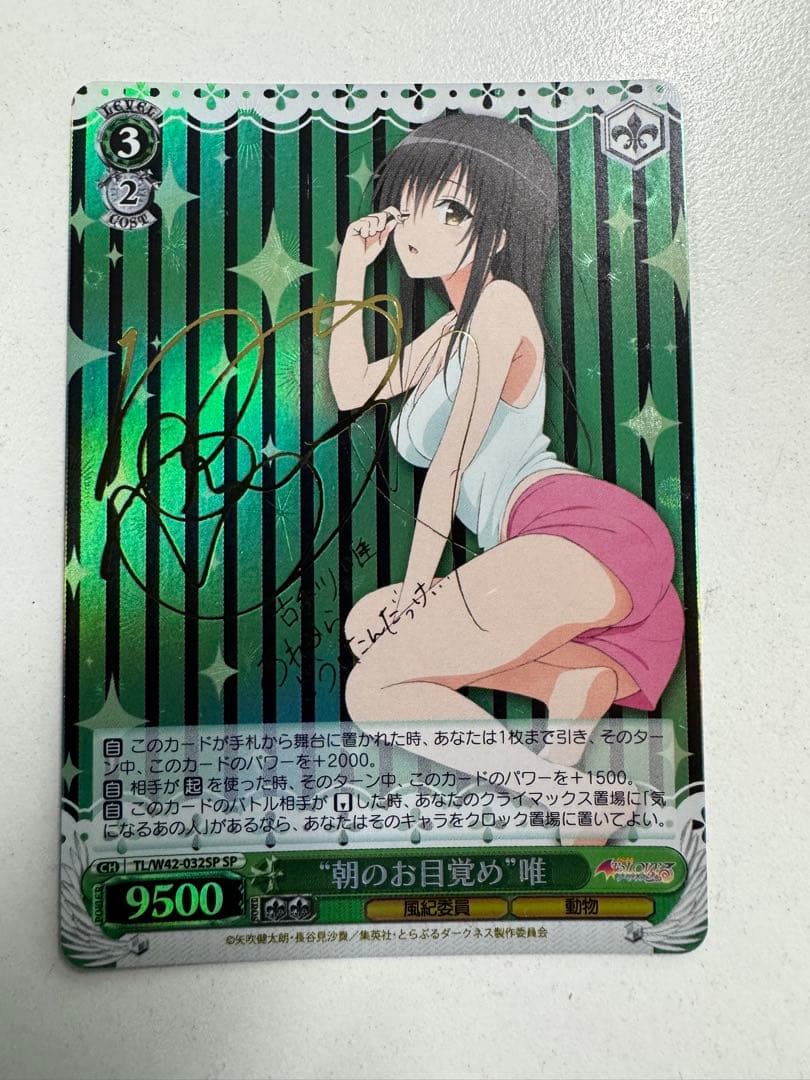 LEVEL
3
2
COST
古手川 唯
自 このカードが手札から舞台に置かれた時、あなたは1枚まで引き、そのター
ン中、このカードのパワーを+2000。
自 相手が起を使った時、そのターン中、このカードのパワーを+1500。
自 このカードのバトル相手がした時、あなたのクライマックス置場に「気
になるあの人」があるなら、あなたはそのキャラをクロック置場に置いてよい。
CH TL/W42-032SP SP
“朝のお目覚め”唯
POWER 9500 SOUL
風紀委員 動物
©矢吹健太朗・長谷見沙貴/集英社・とらぶるダークネス製作委員会